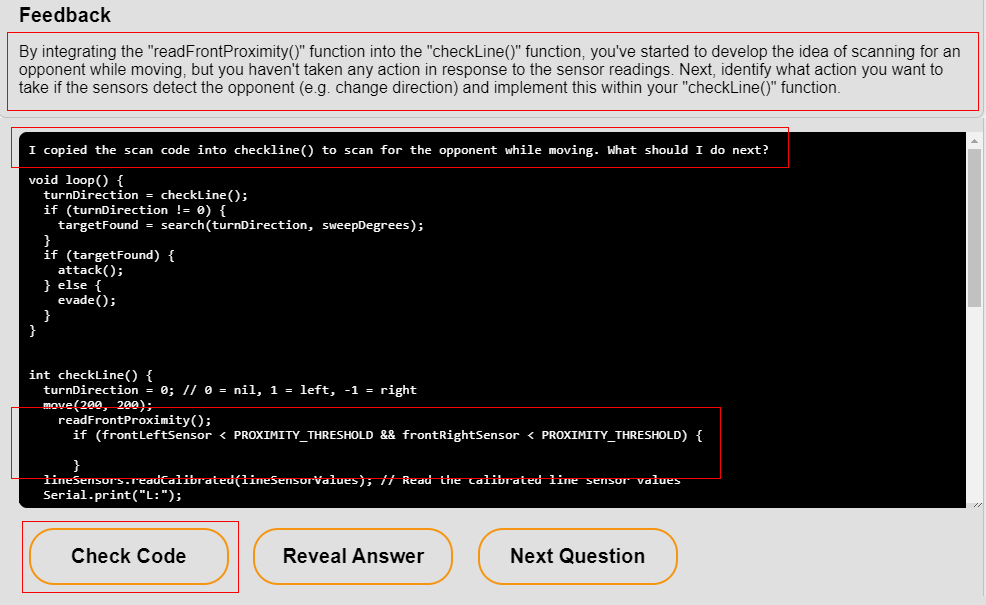 Feedback
By integrating the "readFrontProximity()" function into the "checkLine()" function, you've started to develop the idea of scanning for an
opponent while moving, but you haven't taken any action in response to the sensor readings. Next, identify what action you want to
take if the sensors detect the opponent (e.g. change direction) and implement this within your "checkLine()" function.
I copied the scan code into checkline() to scan for the opponent while moving. What should I do next?
void loop() {
  turnDirection = checkLine();
  if (turnDirection != 0) {
    targetFound = search(turnDirection, sweepDegrees);
  }
  if (targetFound) {
    attack();
  } else {
    evade();
  }
}
int checkLine() {
  turnDirection = 0; // 0 = nil, 1 = left, -1 = right
  move(200, 200);
    readFrontProximity();
      if (frontLeftSensor < PROXIMITY_THRESHOLD && frontRightSensor < PROXIMITY_THRESHOLD) {
      }
  lineSensors.readCalibrated(lineSensorValues); // Read the calibrated line sensor values
  Serial.print("L:");
Check Code
Reveal Answer
Next Question